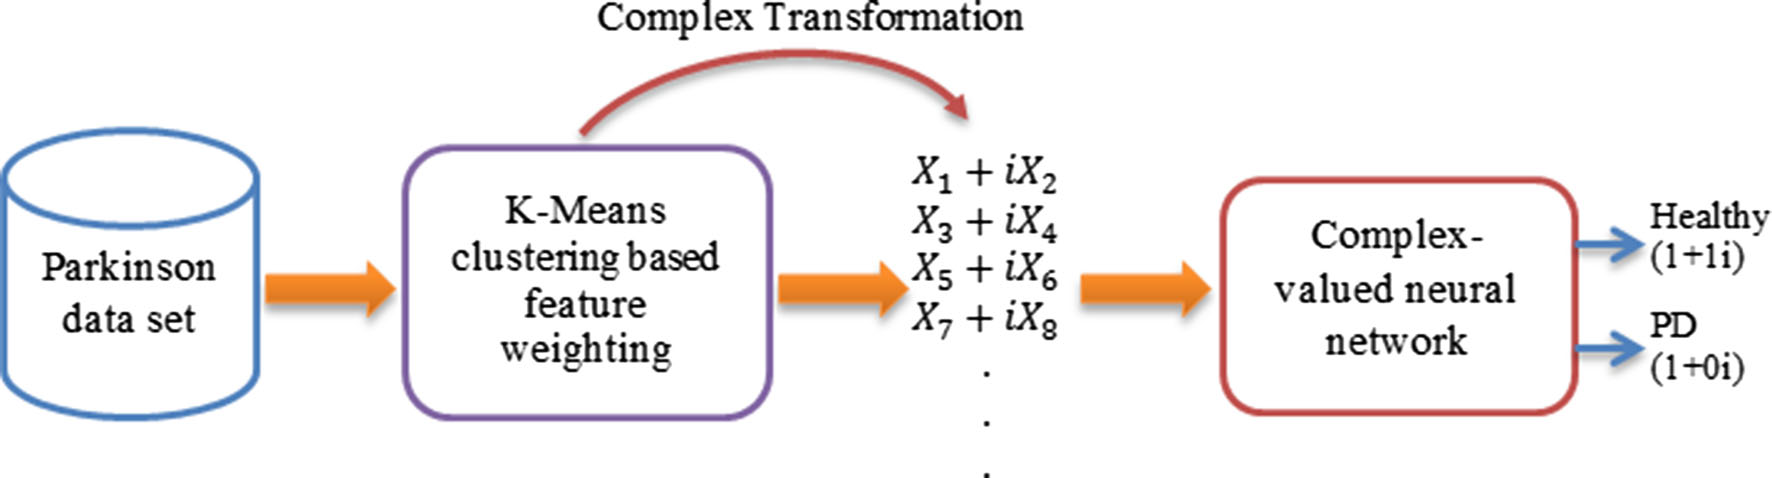 Complex Transformation
Parkinson
data set
K-Means
clustering based
feature
weighting
X₁ + iX₂
X₃ + iX₄
X₅ + iX₆
X₇ + iX₈
.
.
.
Complex-
valued neural
network
Healthy
(1+1i)
PD
(1+0i)